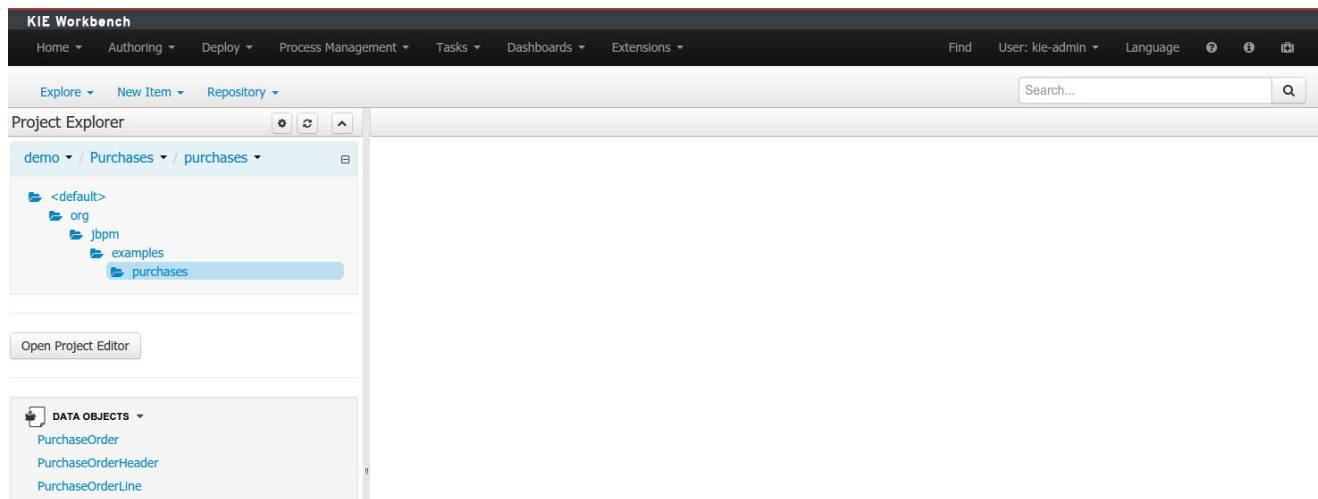 KIE Workbench
Home Authoring Deploy Process Management Tasks Dashboards Extensions Find User: kie-admin Language
Explore New Item Repository Search...
Project Explorer
demo / Purchases / purchases
<default>
org
jbpm
examples
purchases
Open Project Editor
DATA OBJECTS
PurchaseOrder
PurchaseOrderHeader
PurchaseOrderLine